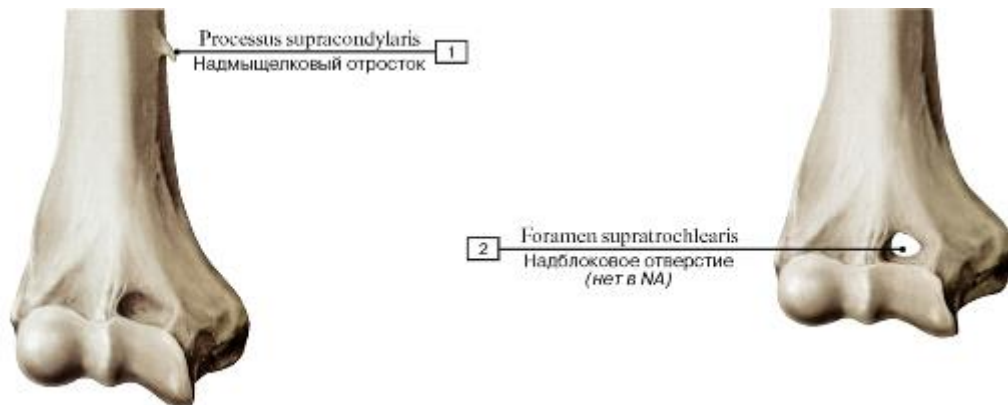 Processus supracondylaris
Надмыщелковый отросток
1
2
Foramen supratrochlearis
Надблоковое отверстие
(нет в NA)